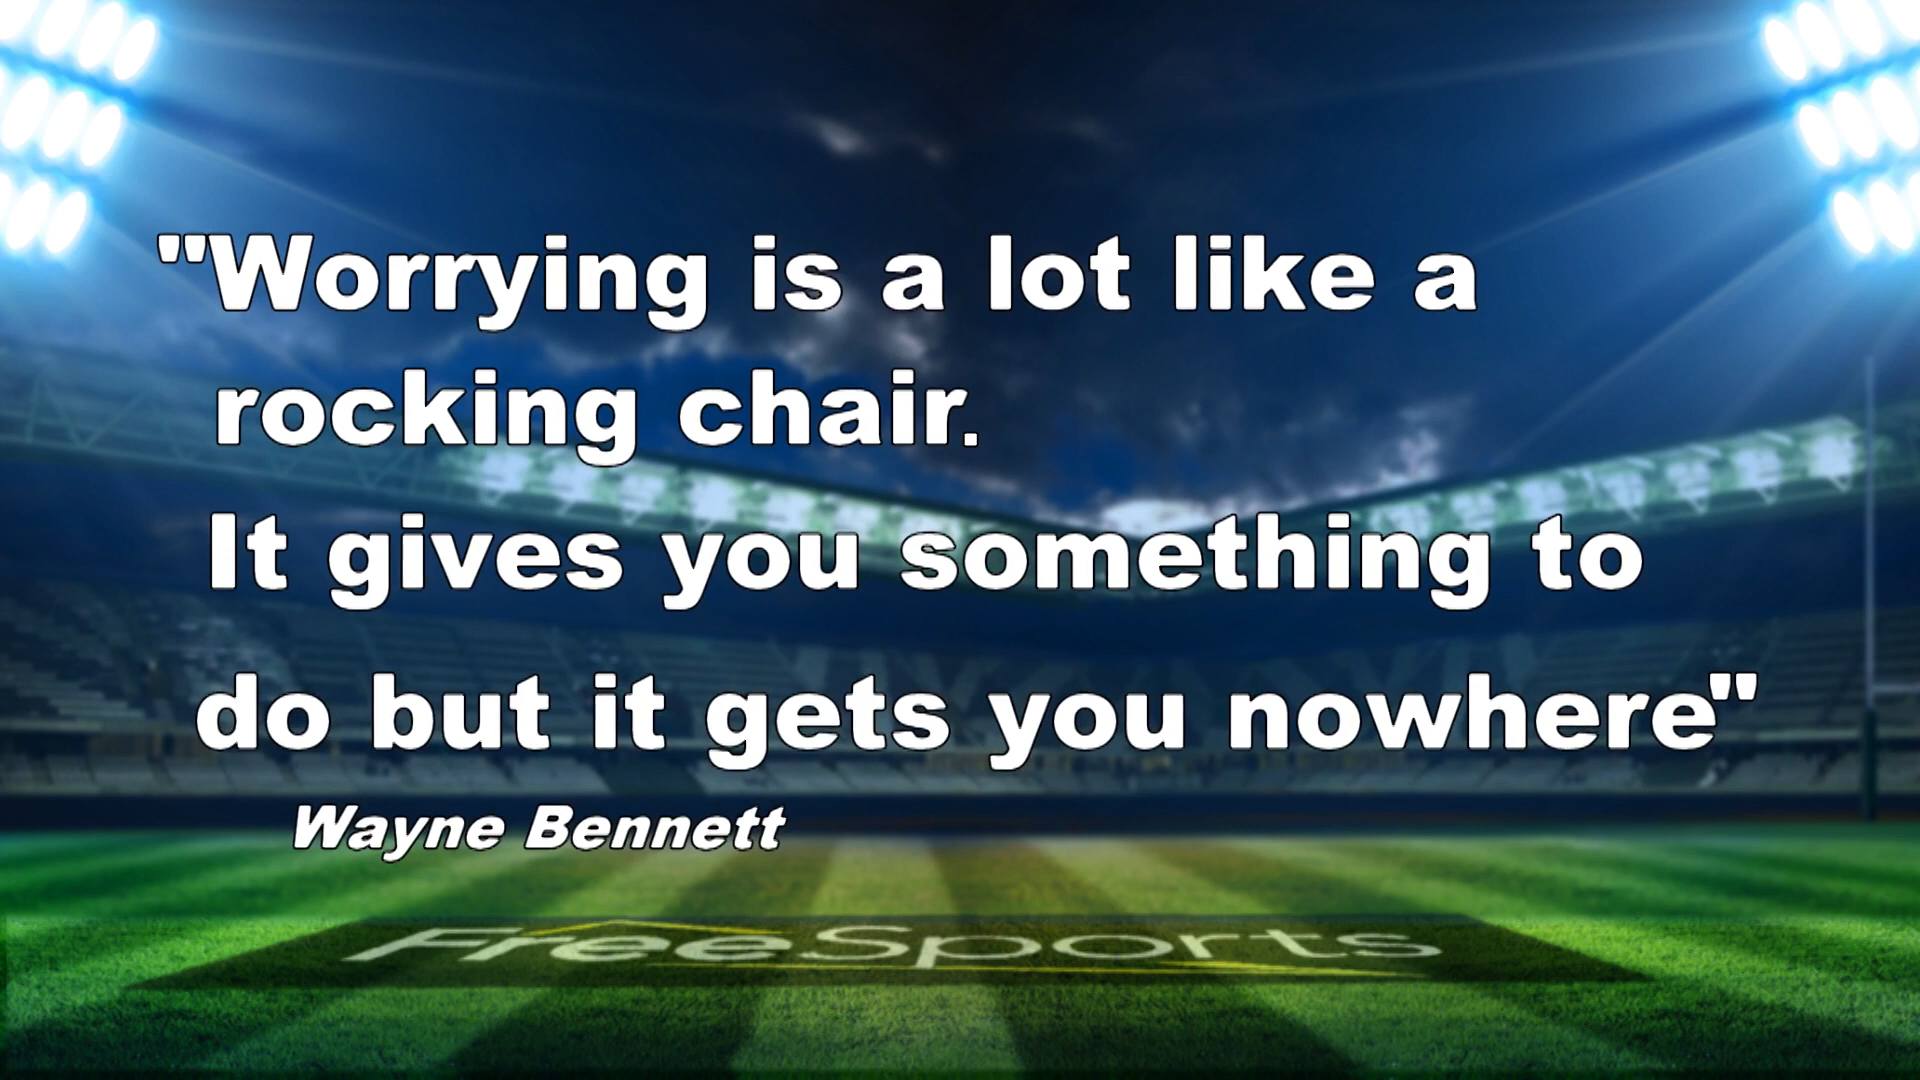 "Worrying is a lot like a
rocking chair.
It gives you something to
do but it gets you nowhere"
Wayne Bennett
FreeSports